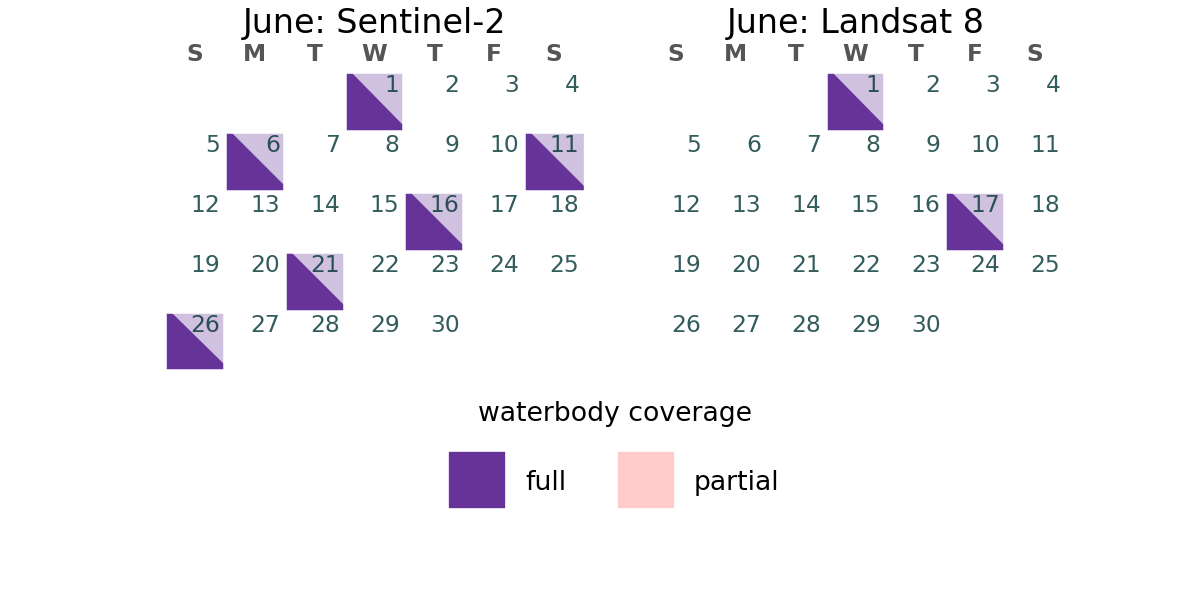 June: Sentinel-2
S M T W T F S
1 2 3 4
5 6 7 8 9 10 11
12 13 14 15 16 17 18
19 20 21 22 23 24 25
26 27 28 29 30
June: Landsat 8
S M T W T F S
1 2 3 4
5 6 7 8 9 10 11
12 13 14 15 16 17 18
19 20 21 22 23 24 25
26 27 28 29 30
waterbody coverage
full partial